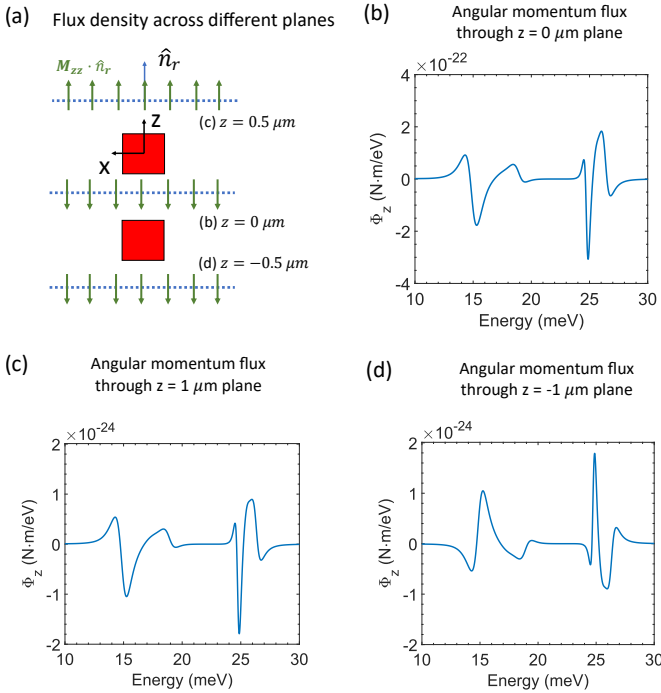 (a) Flux density across different planes
M_zz · n̂_r
n̂_r
(c) z = 0.5 μm
Z
X
(b) z = 0 μm
(d) z = −0.5 μm
(b) Angular momentum flux
through z = 0 μm plane
×10^-22
4
2
0
-2
-4
Φ_z (N·m/eV)
10 15 20 25 30
Energy (meV)
(c) Angular momentum flux
through z = 1 μm plane
×10^-24
2
1
0
-1
-2
Φ_z (N·m/eV)
10 15 20 25 30
Energy (meV)
(d) Angular momentum flux
through z = -1 μm plane
×10^-24
2
1
0
-1
-2
Φ_z (N·m/eV)
10 15 20 25 30
Energy (meV)